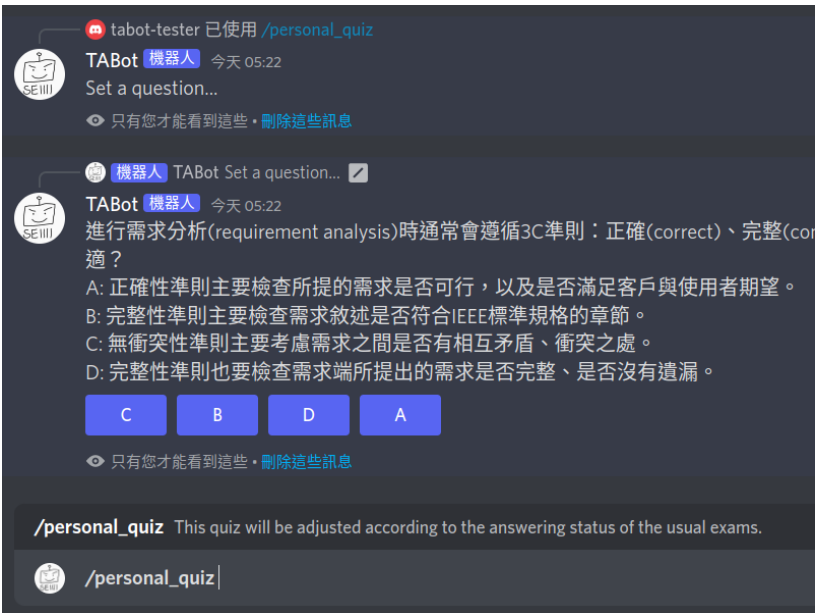 tabot-tester 已使用 /personal_quiz
SEIIII
TABot 機器人 今天 05:22
Set a question...
只有您才能看到這些 • 刪除這些訊息
機器人 TABot Set a question...
SEIIII
TABot 機器人 今天 05:22
進行需求分析(requirement analysis)時通常會遵循3C準則：正確(correct)、完整(cor
適？
A: 正確性準則主要檢查所提的需求是否可行，以及是否滿足客戶與使用者期望。
B: 完整性準則主要檢查需求敘述是否符合IEEE標準規格的章節。
C: 無衝突性準則主要考慮需求之間是否有相互矛盾、衝突之處。
D: 完整性準則也要檢查需求端所提出的需求是否完整、是否沒有遺漏。
C B D A
只有您才能看到這些 • 刪除這些訊息
/personal_quiz This quiz will be adjusted according to the answering status of the usual exams.
/personal_quiz